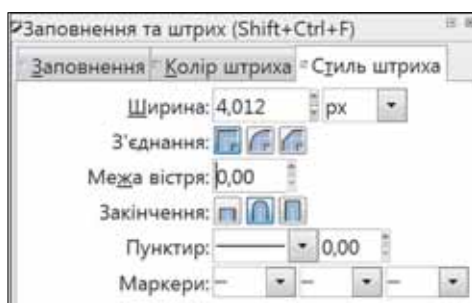 Заповнення та штрих (Shift+Ctrl+F)
Заповнення Колір штриха Стиль штриха
Ширина: 4,012 px
З'єднання:
Межа вістря: 0,00
Закінчення:
Пунктир: 0,00
Маркери: